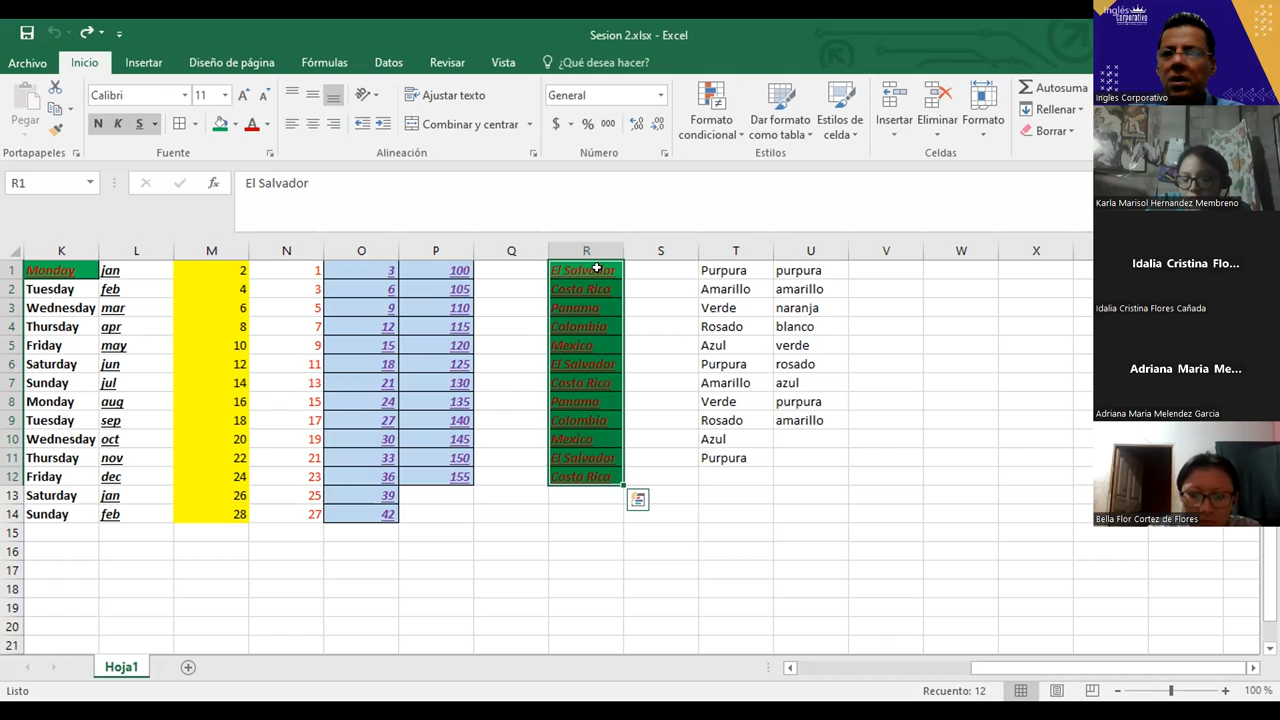 Sesion 2.xlsx - Excel
Archivo Inicio Insertar Diseño de página Fórmulas Datos Revisar Vista ¿Qué desea hacer?
Pegar
Calibri 11
N K S
Ajustar texto
Combinar y centrar
General
$ % 000
Formato condicional
Dar formato como tabla
Estilos de celda
Insertar Eliminar Formato
Autosuma
Rellenar
Borrar
Portapapeles Fuente Alineación Número Estilos Celdas
R1 fx El Salvador
K L M N O P Q R S T U V W X
1 Monday jan 2 1 3 100 El Salvador Purpura purpura
2 Tuesday feb 4 3 6 105 Costa Rica Amarillo amarillo
3 Wednesday mar 6 5 9 110 Panama Verde naranja
4 Thursday apr 8 7 12 115 Colombia Rosado blanco
5 Friday may 10 9 15 120 Mexico Azul verde
6 Saturday jun 12 11 18 125 El Salvador Purpura rosado
7 Sunday jul 14 13 21 130 Costa Rica Amarillo azul
8 Monday aug 16 15 24 135 Panama Verde purpura
9 Tuesday sep 18 17 27 140 Colombia Rosado amarillo
10 Wednesday oct 20 19 30 145 Mexico Azul
11 Thursday nov 22 21 33 150 El Salvador Purpura
12 Friday dec 24 23 36 155 Costa Rica
13 Saturday jan 26 25 39
14 Sunday feb 28 27 42
15
16
17
18
19
20
21
Hoja1
Listo Recuento: 12 100 %
Inglés Corporativo
Ingles Corporativo
Karla Marisol Hernandez Membreno
Idalia Cristina Flo...
Idalia Cristina Flores Cañada
Adriana Maria Me...
Adriana Maria Melendez Garcia
Bella Flor Cortez de Flores